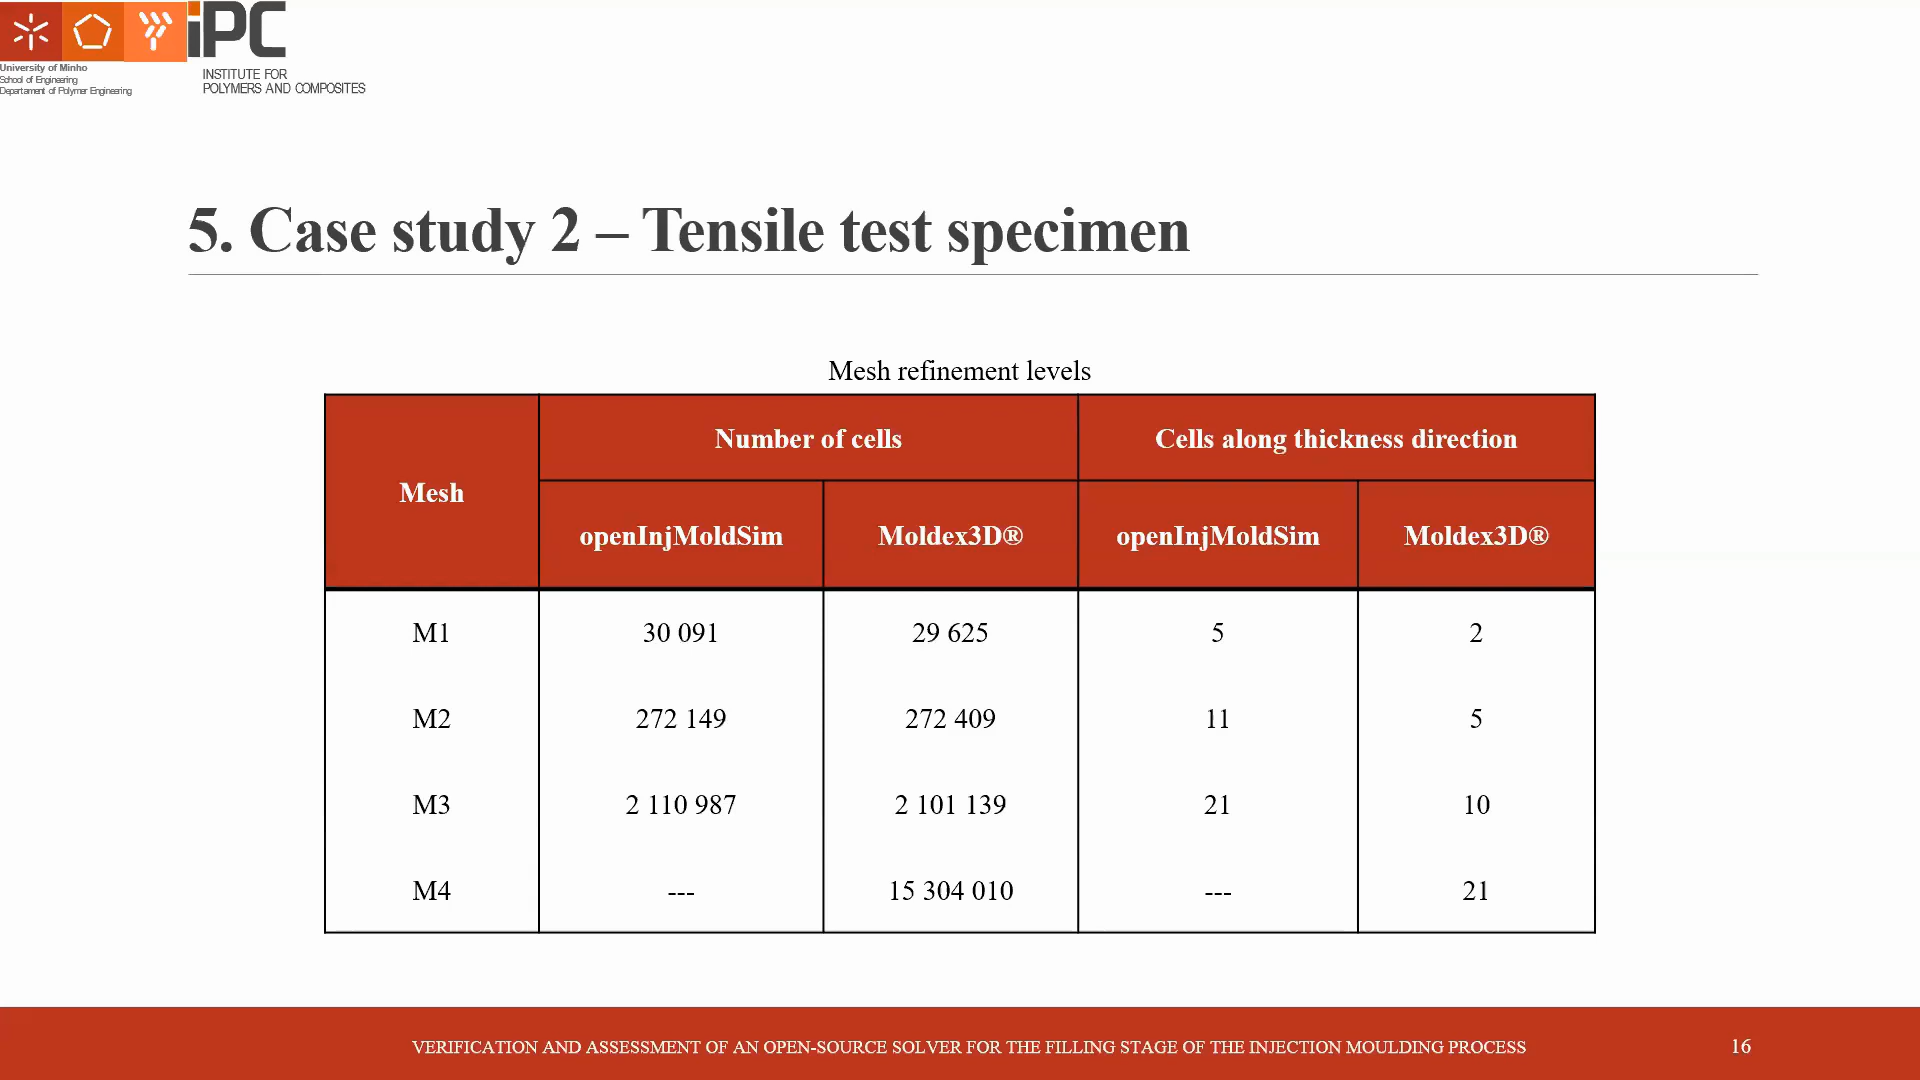 iPC
University of Minho
School of Engineering
Departament of Polymer Engineering
INSTITUTE FOR
POLYMERS AND COMPOSITES
5. Case study 2 – Tensile test specimen
Mesh refinement levels
Mesh
Number of cells
Cells along thickness direction
openInjMoldSim Moldex3D® openInjMoldSim Moldex3D®
M1 30 091 29 625 5 2
M2 272 149 272 409 11 5
M3 2 110 987 2 101 139 21 10
M4 --- 15 304 010 --- 21
VERIFICATION AND ASSESSMENT OF AN OPEN-SOURCE SOLVER FOR THE FILLING STAGE OF THE INJECTION MOULDING PROCESS
16